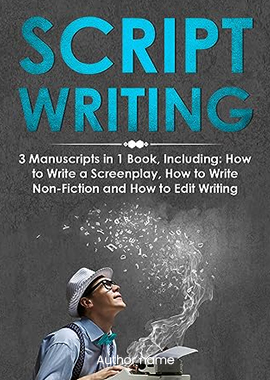 SCRIPT
WRITING
3 Manuscripts in 1 Book, Including: How
to Write a Screenplay, How to Write
Non-Fiction and How to Edit Writing
Author name